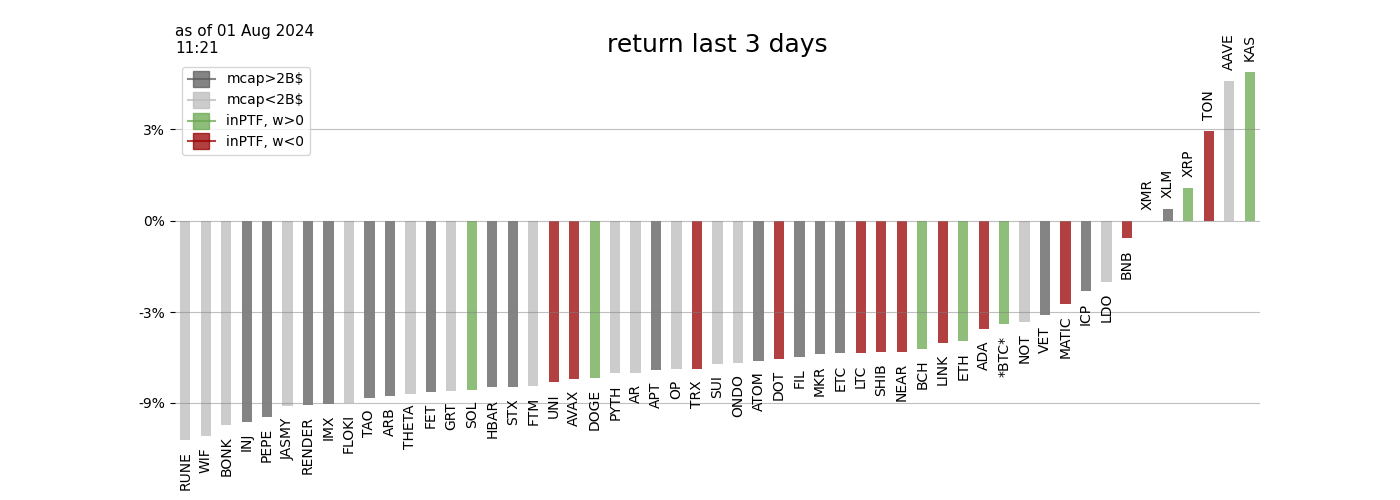 as of 01 Aug 2024
11:21
return last 3 days
mcap>2B$
mcap<2B$
inPTF, w>0
inPTF, w<0
3%
0%
-3%
-9%
RUNE
WIF
BONK
INJ
PEPE
JASMY
RENDER
IMX
FLOKI
TAO
ARB
THETA
FET
GRT
SOL
HBAR
STX
FTM
UNI
AVAX
DOGE
PYTH
AR
APT
OP
TRX
SUI
ONDO
ATOM
DOT
FIL
MKR
ETC
LTC
SHIB
NEAR
BCH
LINK
ETH
ADA
*BTC*
NOT
VET
MATIC
ICP
LDO
BNB
XMR
XLM
XRP
TON
AAVE
KAS